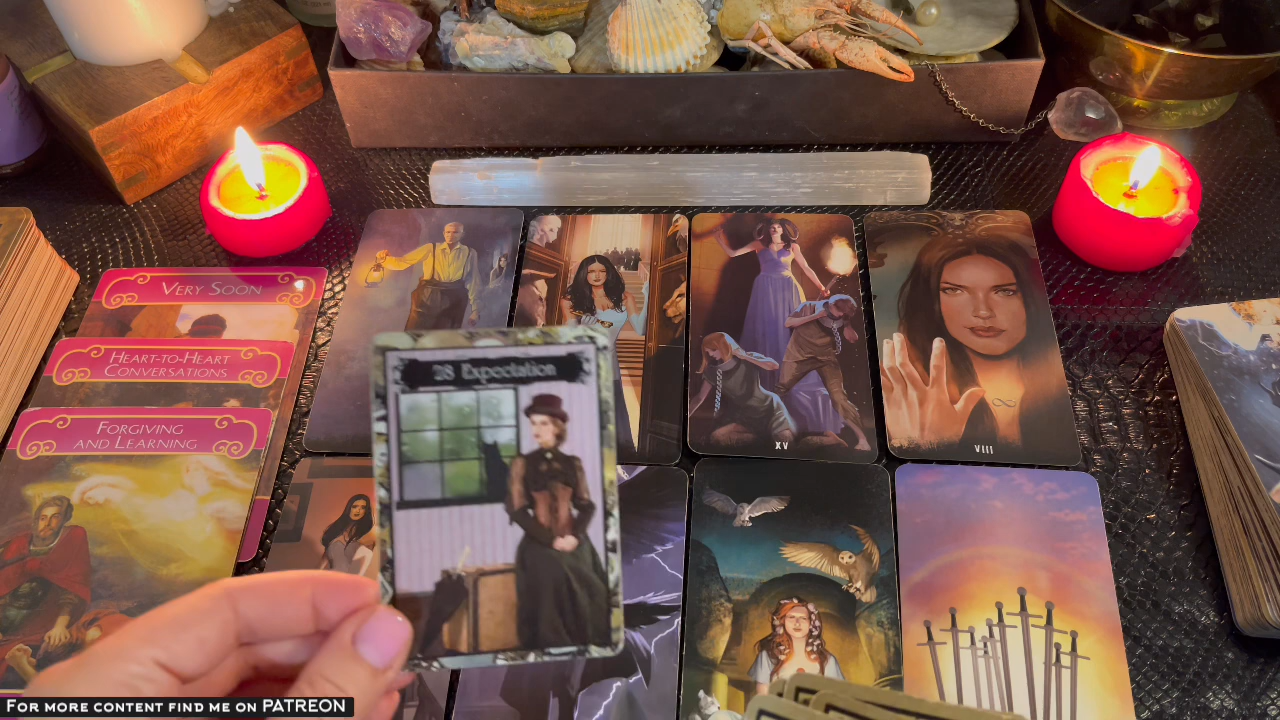 VERY SOON
HEART-TO-HEART
CONVERSATIONS
FORGIVING
AND LEARNING
28 Expectation
XV
VIII
FOR MORE CONTENT FIND ME ON PATREON